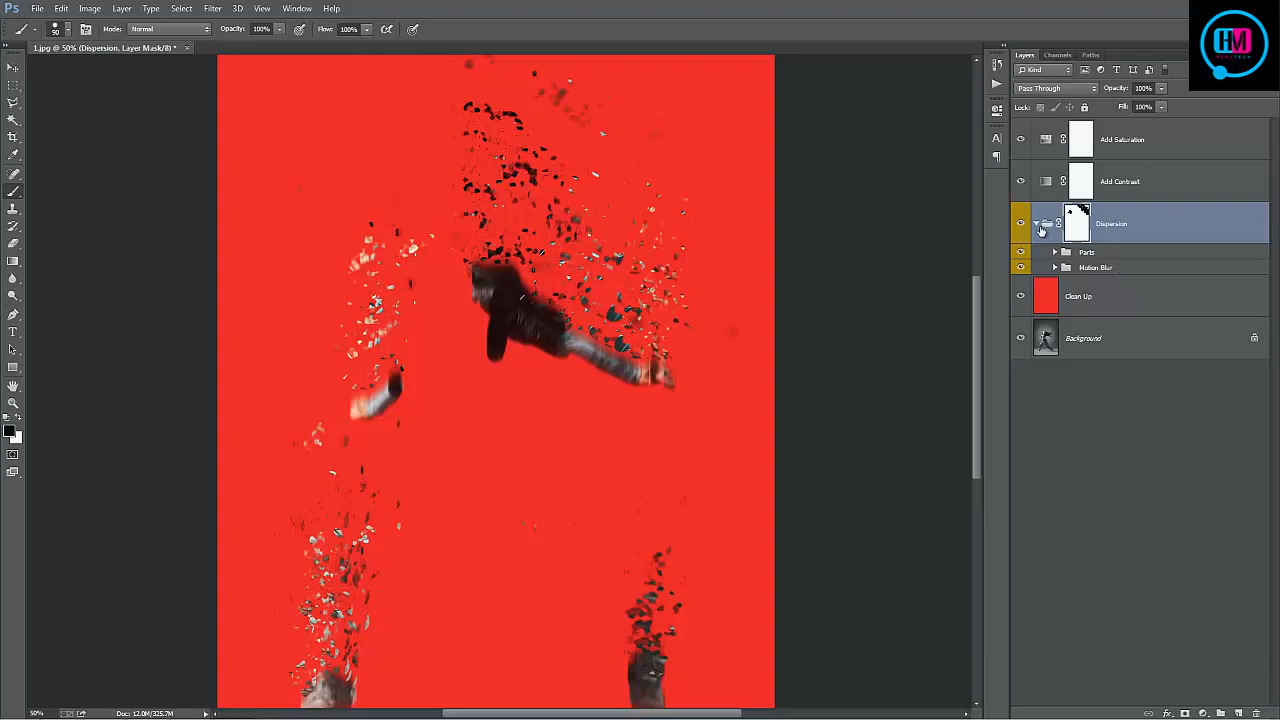 Ps File Edit Image Layer Type Select Filter 3D View Window Help
90 Mode: Normal Opacity: 100% Flow: 100%
1.jpg @ 50% (Dispersion, Layer Mask/8) * ×
HM
Layers Channels Paths
Kind
Pass Through Opacity: 100%
Lock: Fill: 100%
Add Saturation
Add Contrast
Dispersion
Parts
Motion Blur
Clean Up
Background
50% Doc: 12.0M/325.7M